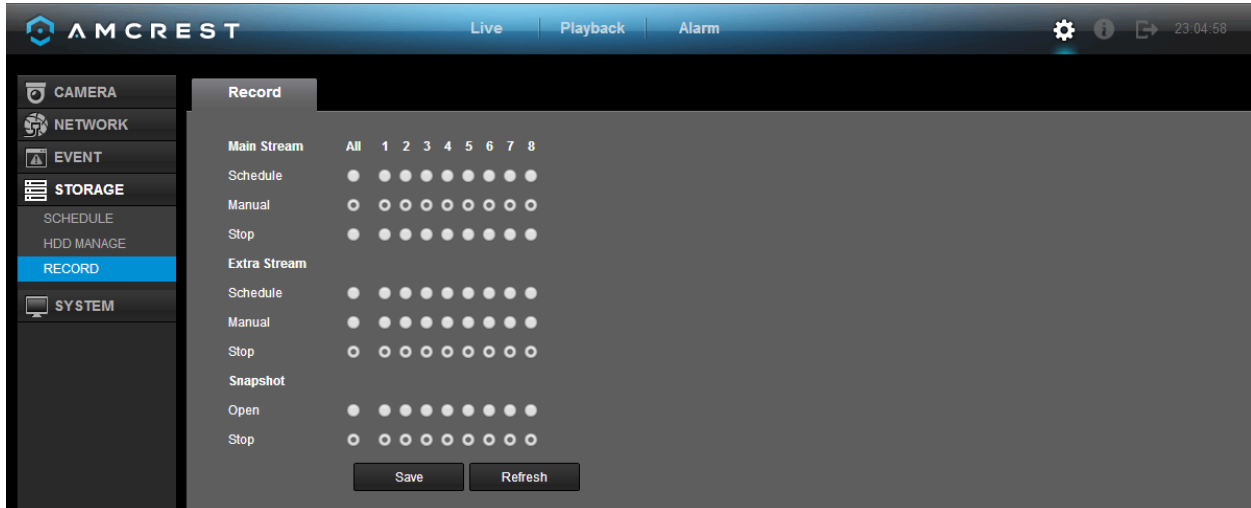 AMCREST
Live Playback Alarm
23:04:58
CAMERA
NETWORK
EVENT
STORAGE
SCHEDULE
HDD MANAGE
RECORD
SYSTEM
Record
Main Stream All 1 2 3 4 5 6 7 8
Schedule
Manual
Stop
Extra Stream
Schedule
Manual
Stop
Snapshot
Open
Stop
Save Refresh